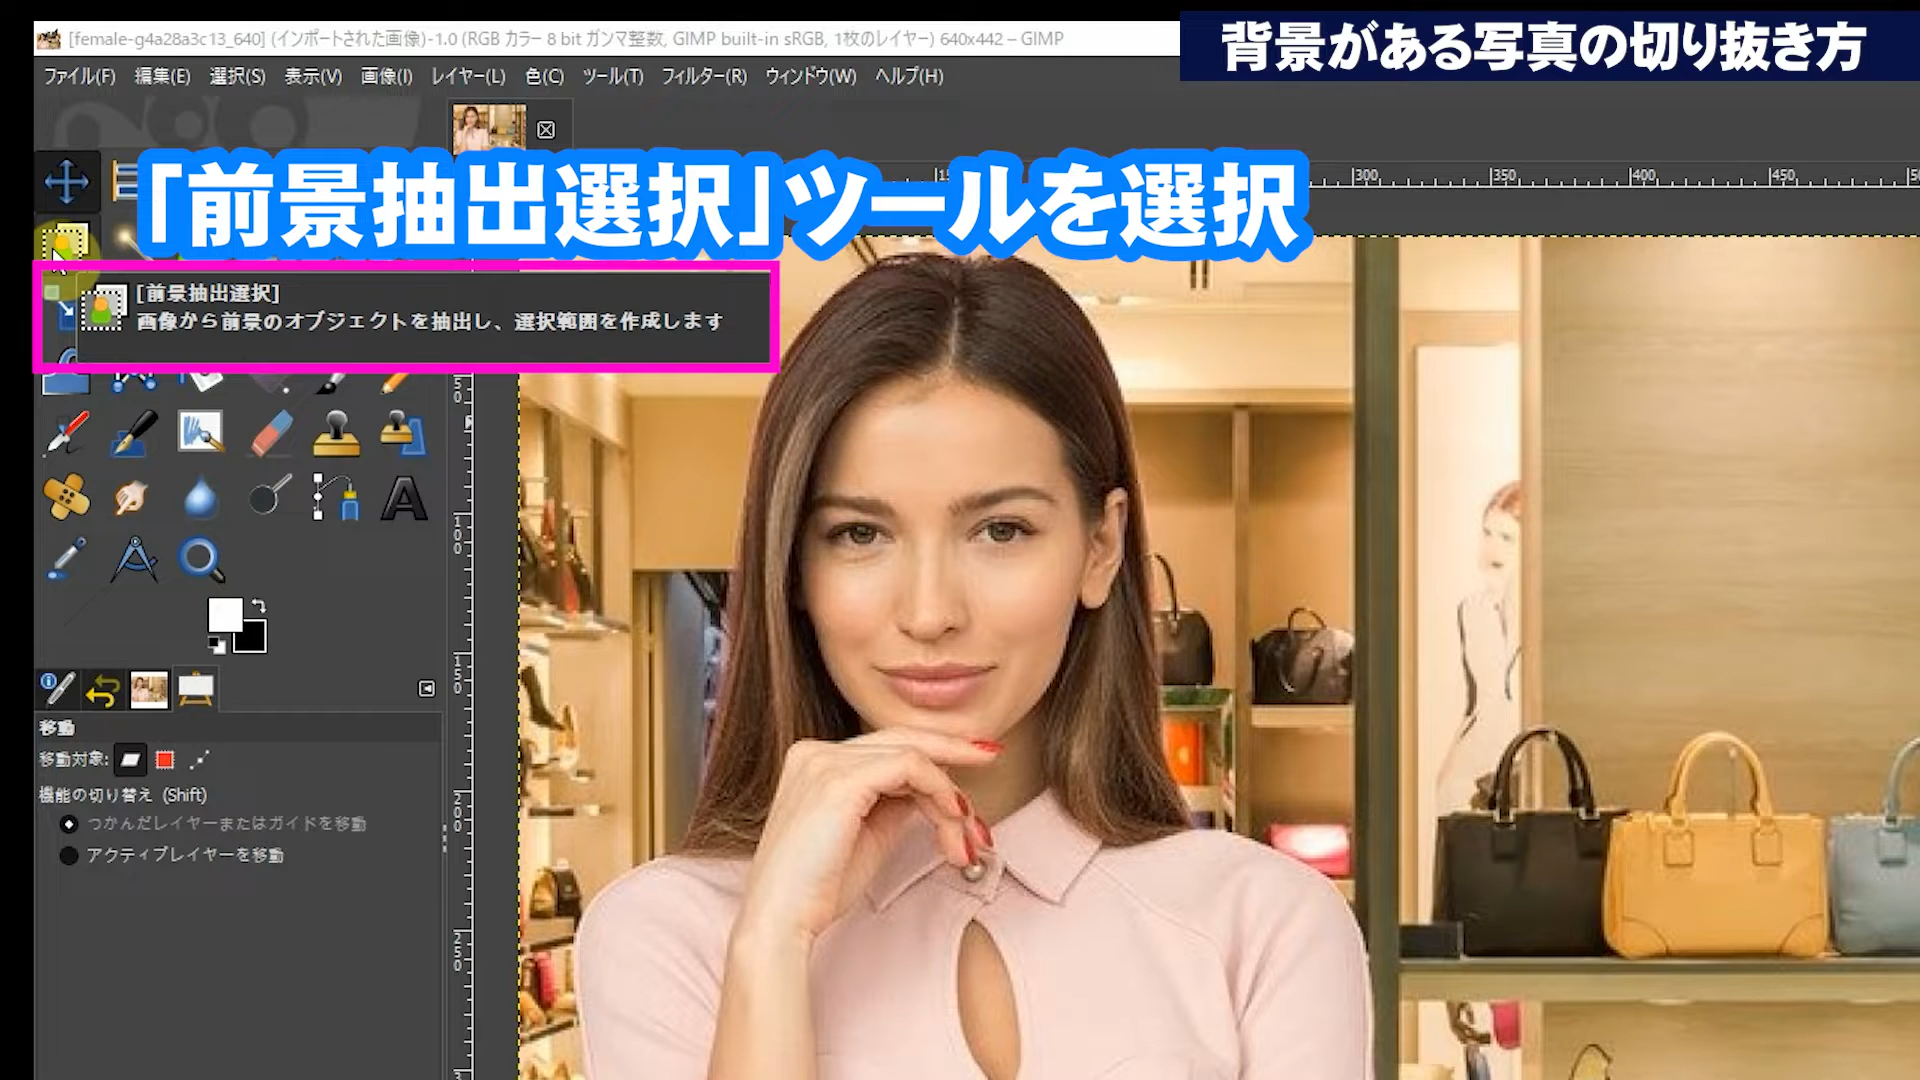 [female-g4a28a3c13_640] (インポートされた画像)-1.0 (RGB カラー 8 bit ガンマ整数, GIMP built-in sRGB, 1枚のレイヤー) 640x442 – GIMP
背景がある写真の切り抜き方
ファイル(F) 編集(E) 選択(S) 表示(V) 画像(I) レイヤー(L) 色(C) ツール(T) フィルター(R) ウィンドウ(W) ヘルプ(H)
「前景抽出選択」ツールを選択
300 350 400 450
[前景抽出選択]
画像から前景のオブジェクトを抽出し、選択範囲を作成します
50
100
150
200
250
移動
移動対象:
機能の切り替え (Shift)
つかんだレイヤーまたはガイドを移動
アクティブレイヤーを移動